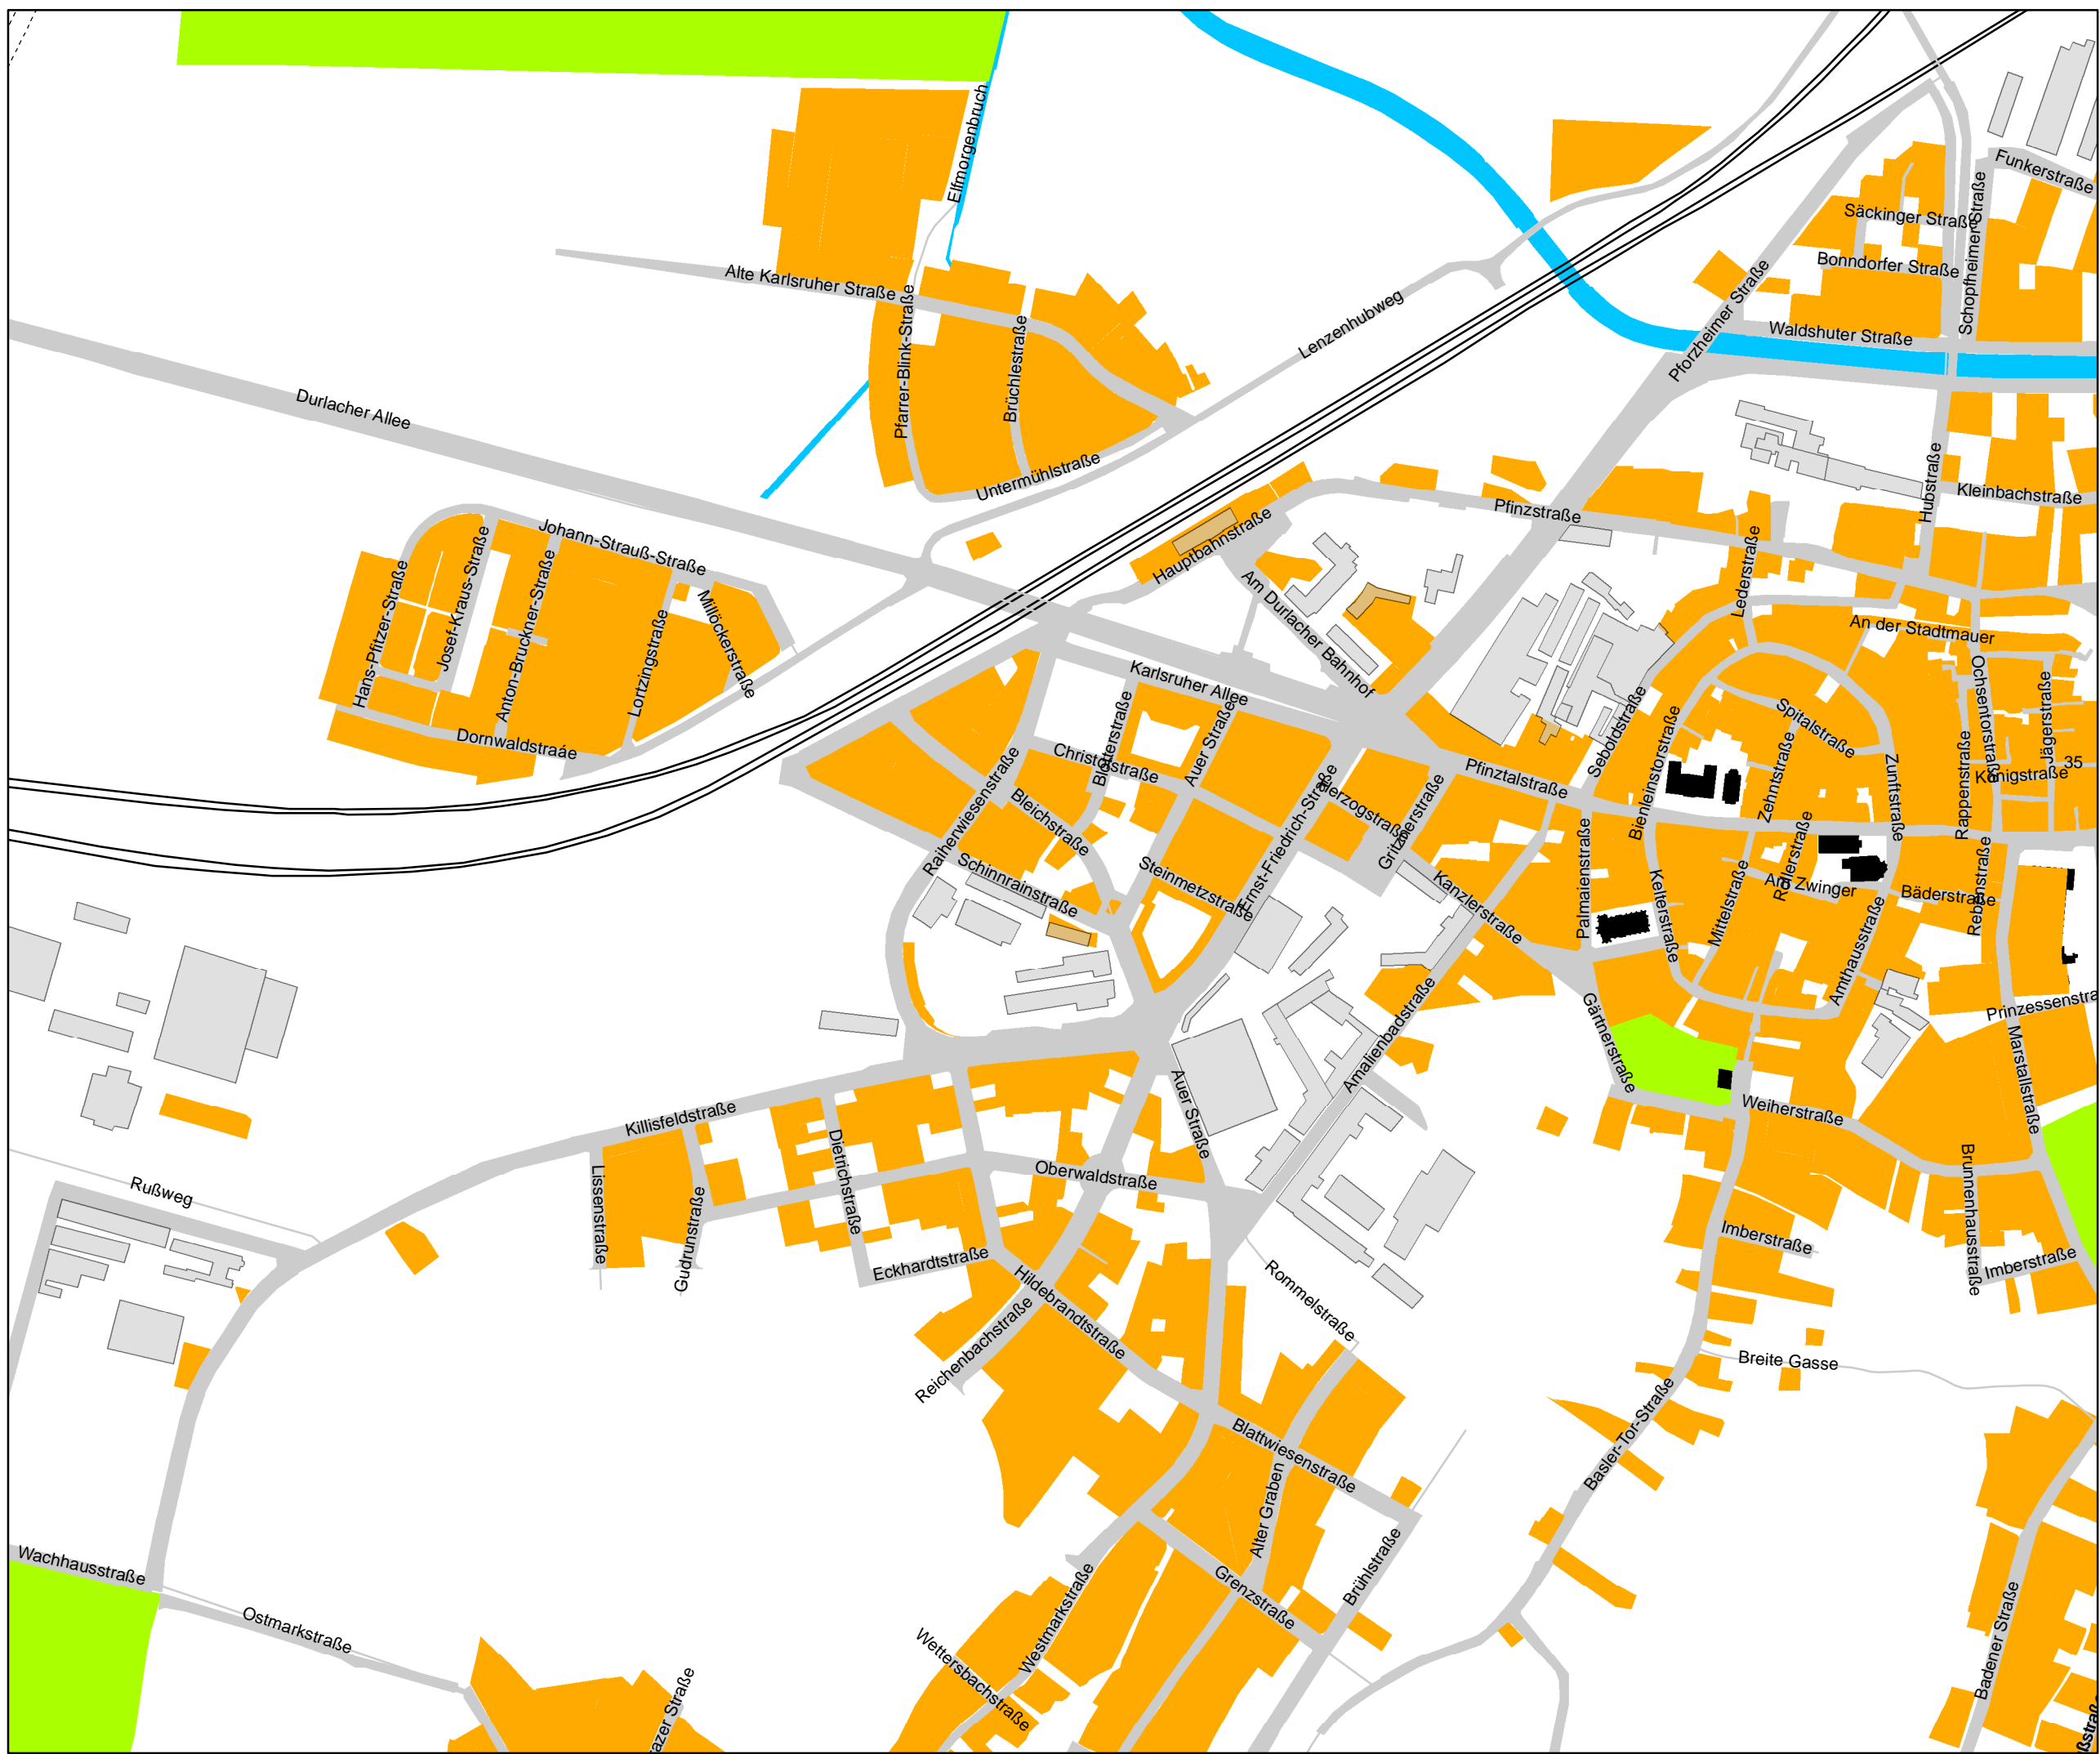 Elfmorgenbruch
Funkerstraße
Säckinger Straße
Schopfheimer Straße
Bonndorfer Straße
Alte Karlsruher Straße
Pfarrer-Blink-Straße
Brüchlestraße
Lenzenhubweg
Pforzheimer Straße
Waldshuter Straße
Durlacher Allee
Untermühlstraße
Hubstraße
Kleinbachstraße
Pfinzstraße
Hauptbahnstraße
Johann-Strauß-Straße
Hans-Pfitzer-Straße
Josef-Kraus-Straße
Anton-Bruckner-Straße
Lortzingstraße
Millöckerstraße
Dornwaldstraáe
Am Durlacher Bahnhof
Lederstraße
An der Stadtmauer
Karlsruher Allee
Ochsentorstraße
Jägerstraße
Spitalstraße
Seboldstraße
Bienleinstorstraße
Zehntstraße
Zunftstraße
Rappenstraße
Königstraße
35
Auer Straße
Christofstraße
Raiherwiesenstraße
Bleichstraße
Pfinztalstraße
Herzogstraße
Gritznerstraße
Ernst-Friedrich-Straße
Schinnrainstraße
Steinmetzstraße
Kanzlerstraße
Palmaienstraße
Kelterstraße
Mittelstraße
Am Zwinger
Bäderstraße
Rebenstraße
Amthausstraße
Prinzessenstra
Gärtnerstraße
Amalienbadstraße
Marstallstraße
Weiherstraße
Auer Straße
Killisfeldstraße
Dietrichstraße
Lissenstraße
Gudrunstraße
Oberwaldstraße
Brunnenhausstraße
Imberstraße
Imberstraße
Rußweg
Eckhardtstraße
Hildebrandtstraße
Rommelstraße
Reichenbachstraße
Breite Gasse
Basler-Tor-Straße
Blattwiesenstraße
Alter Graben
Brühlstraße
Wachhausstraße
Ostmarkstraße
Grenzstraße
Westmarkstraße
Wettersbachstraße
Badener Straße
azer Straße